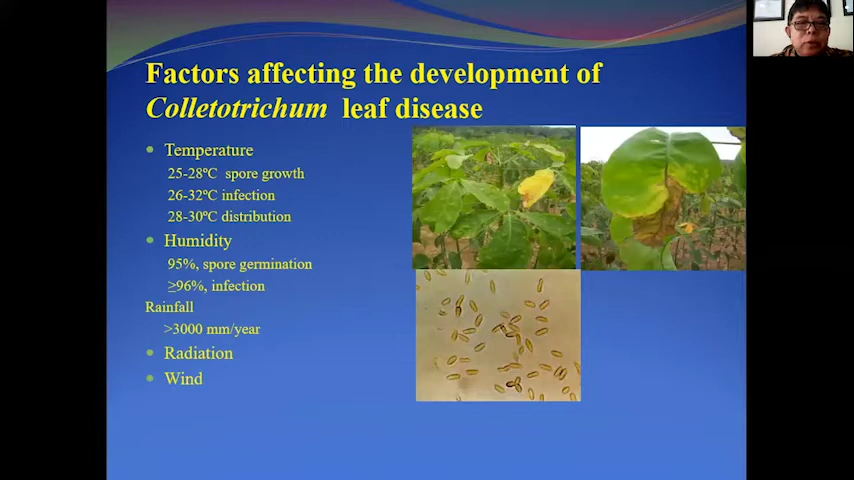 Factors affecting the development of
Colletotrichum leaf disease
Temperature
25-28ºC spore growth
26-32ºC infection
28-30ºC distribution
Humidity
95%, spore germination
≥96%, infection
Rainfall
>3000 mm/year
Radiation
Wind